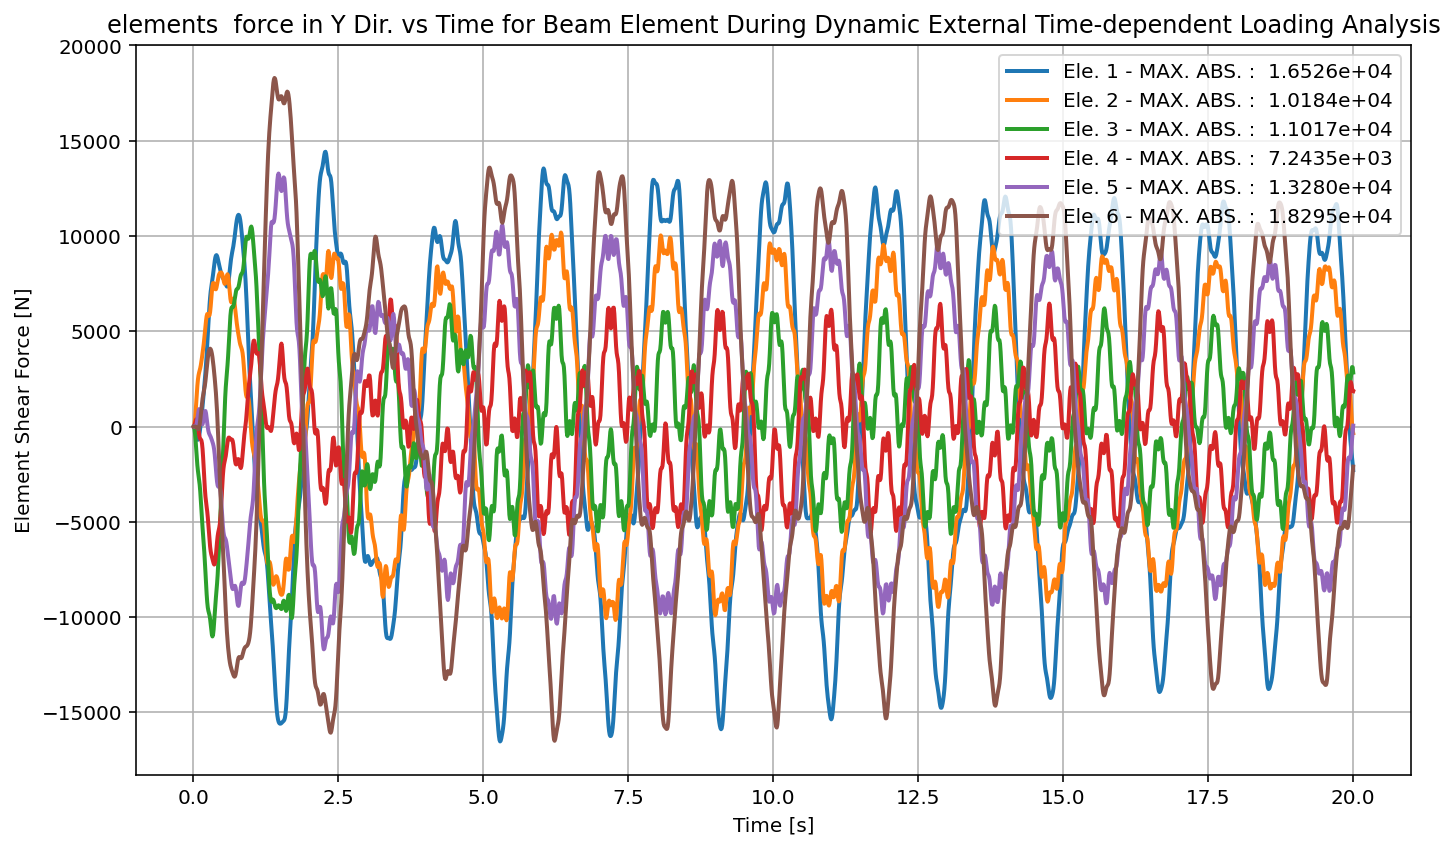 elements  force in Y Dir. vs Time for Beam Element During Dynamic External Time-dependent Loading Analysis
Ele. 1 - MAX. ABS. :  1.6526e+04
Ele. 2 - MAX. ABS. :  1.0184e+04
Ele. 3 - MAX. ABS. :  1.1017e+04
Ele. 4 - MAX. ABS. :  7.2435e+03
Ele. 5 - MAX. ABS. :  1.3280e+04
Ele. 6 - MAX. ABS. :  1.8295e+04
Element Shear Force [N]
20000
15000
10000
5000
0
−5000
−10000
−15000
0.0 2.5 5.0 7.5 10.0 12.5 15.0 17.5 20.0
Time [s]